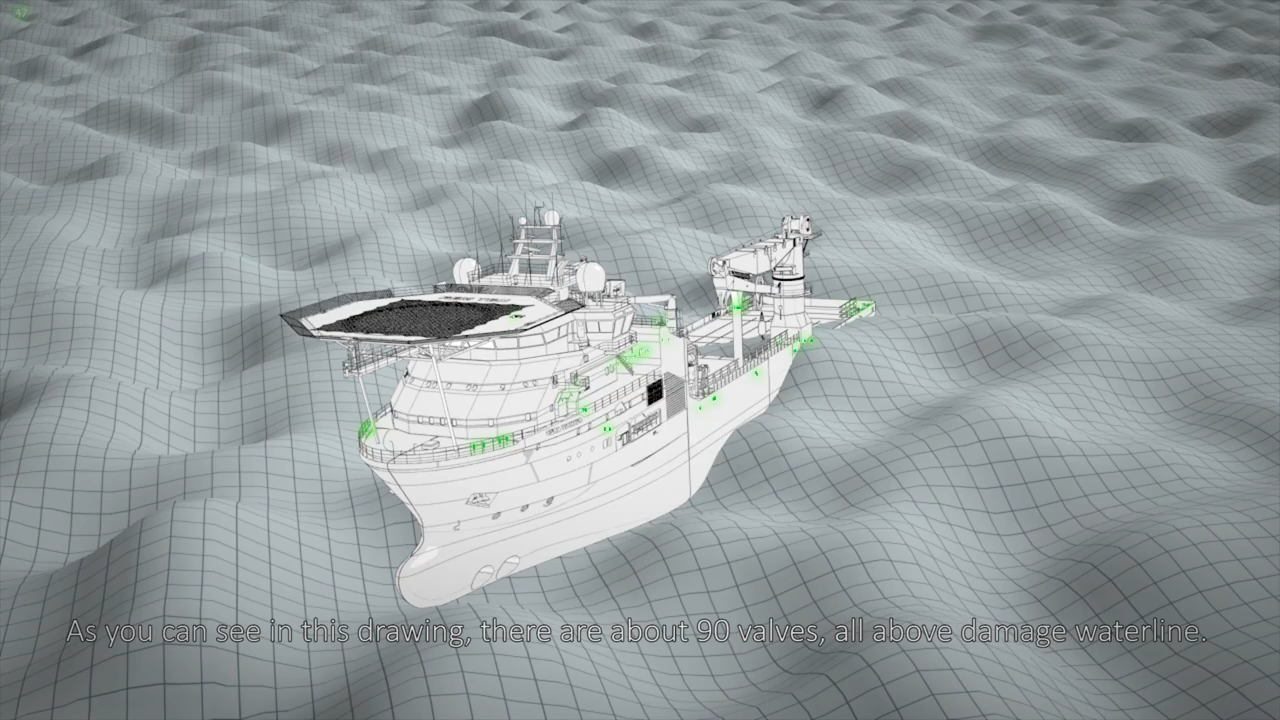 As you can see in this drawing, there are about 90 valves, all above damage waterline.